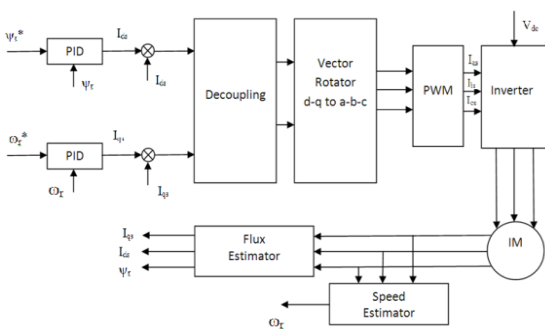 ψr*
PID
Ids
ψr
Ids
ωr*
PID
Iqs
ωr
Iqs
Decoupling
Vector
Rotator
d-q to a-b-c
PWM
Ias
Ibs
Ics
Vdc
Inverter
IM
Iqs
Ids
ψr
Flux
Estimator
Speed
Estimator
ωr